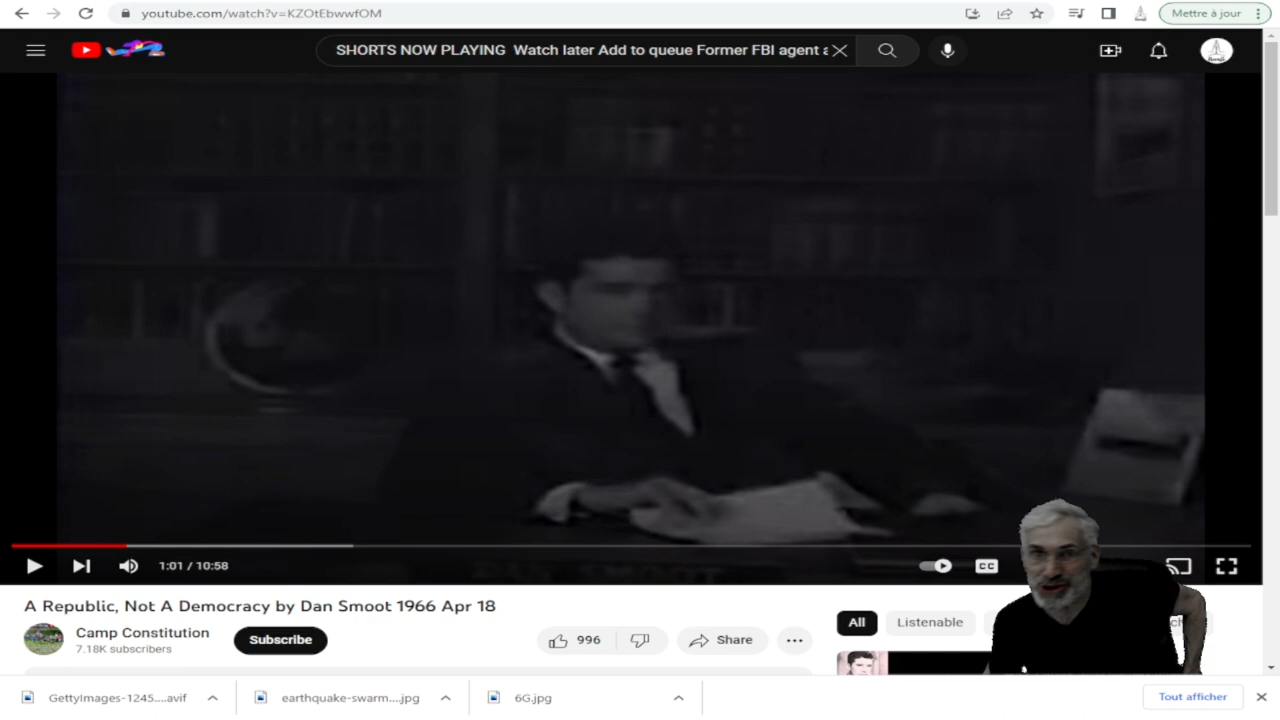 youtube.com/watch?v=KZOtEbwwfOM
Mettre à jour
SHORTS NOW PLAYING Watch later Add to queue Former FBI agent a
1:01 / 10:58
CC
A Republic, Not A Democracy by Dan Smoot 1966 Apr 18
Camp Constitution
7.18K subscribers
Subscribe
996
Share
All
Listenable
GettyImages-1245....avif
earthquake-swarm....jpg
6G.jpg
Tout afficher